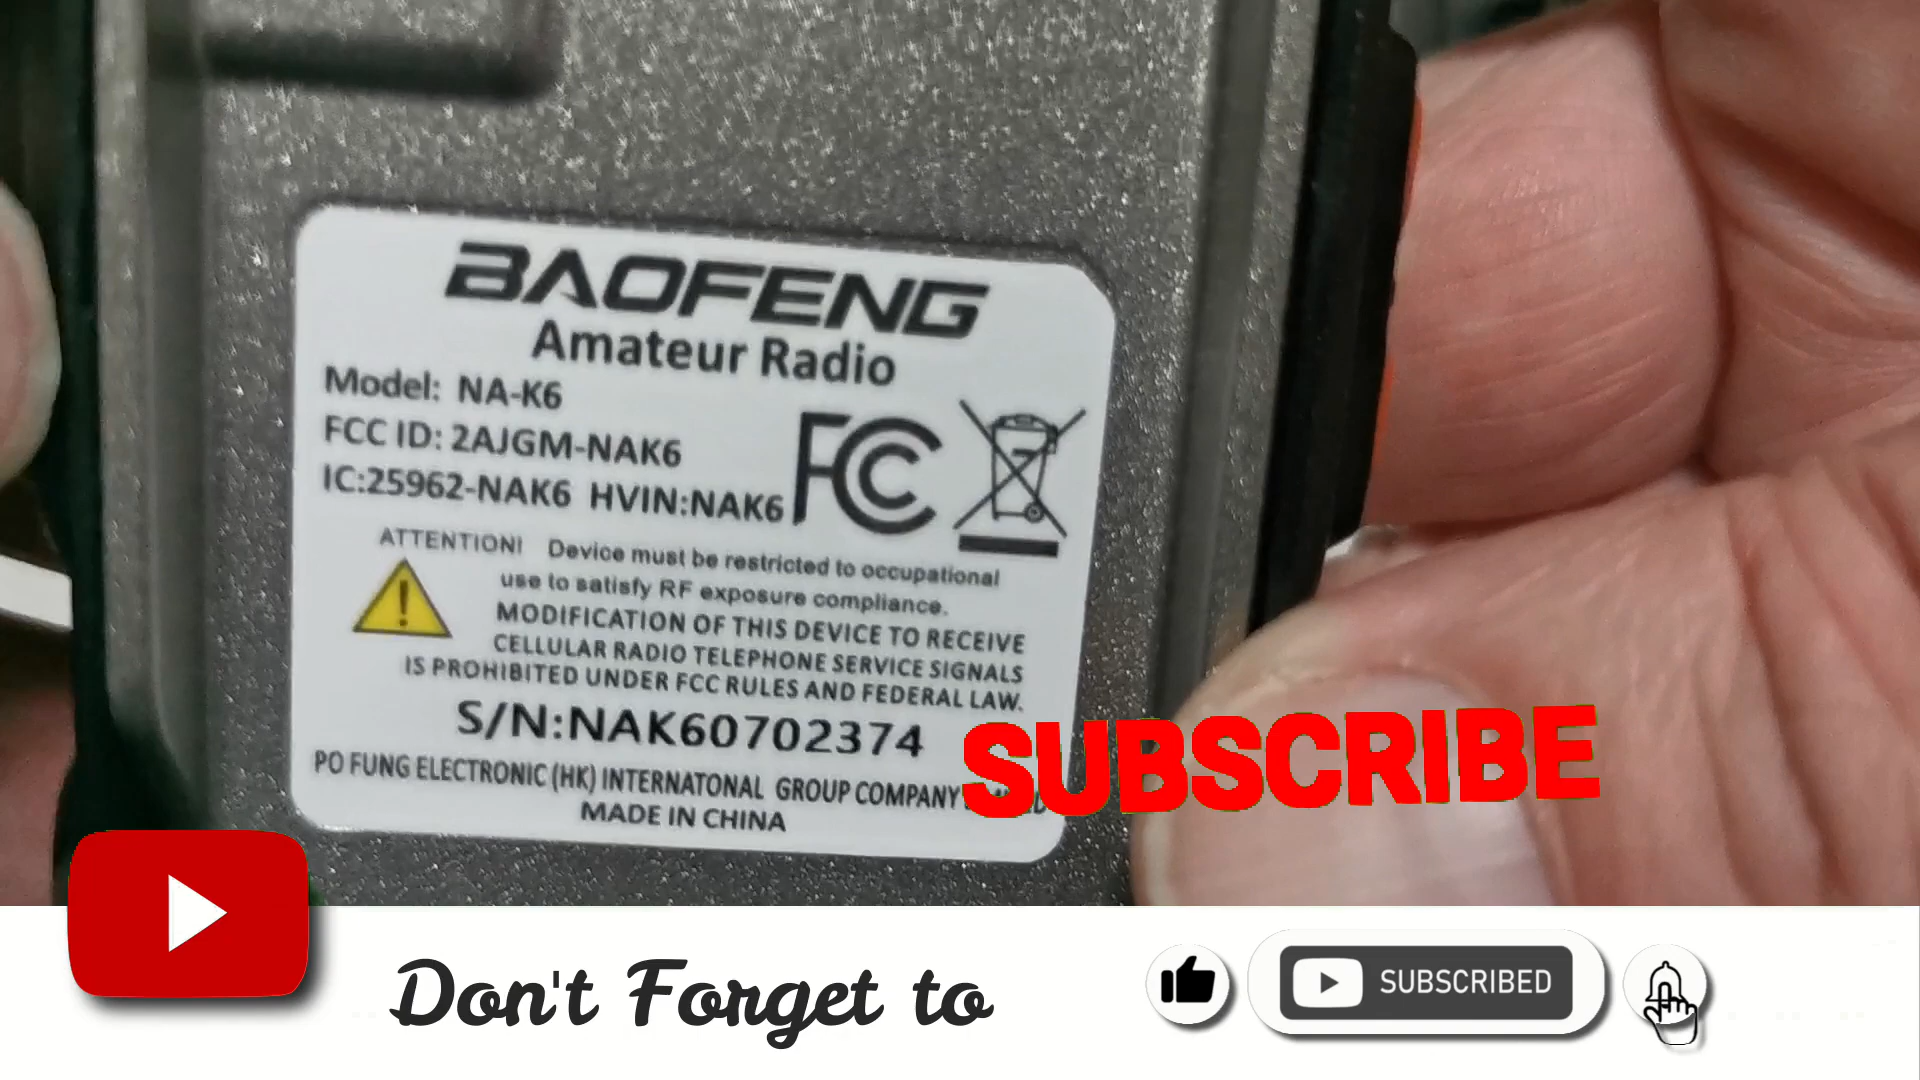 BAOFENG
Amateur Radio
Model: NA-K6
FCC ID: 2AJGM-NAK6
IC:25962-NAK6 HVIN:NAK6
FC
ATTENTION! Device must be restricted to occupational
use to satisfy RF exposure compliance.
MODIFICATION OF THIS DEVICE TO RECEIVE
CELLULAR RADIO TELEPHONE SERVICE SIGNALS
IS PROHIBITED UNDER FCC RULES AND FEDERAL LAW.
S/N:NAK60702374
PO FUNG ELECTRONIC (HK) INTERNATONAL GROUP COMPANY
MADE IN CHINA
SUBSCRIBE
Don't Forget to
SUBSCRIBED